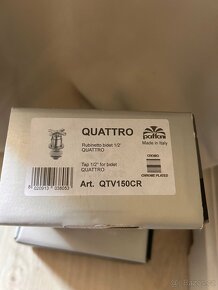 QUATTRO
Rubinetto bidet 1/2"
QUATTRO
Tap 1/2" for bidet
QUATTRO
Art. QTV150CR
paffoni
Made in Italy
CROMO
CHROME PLATED